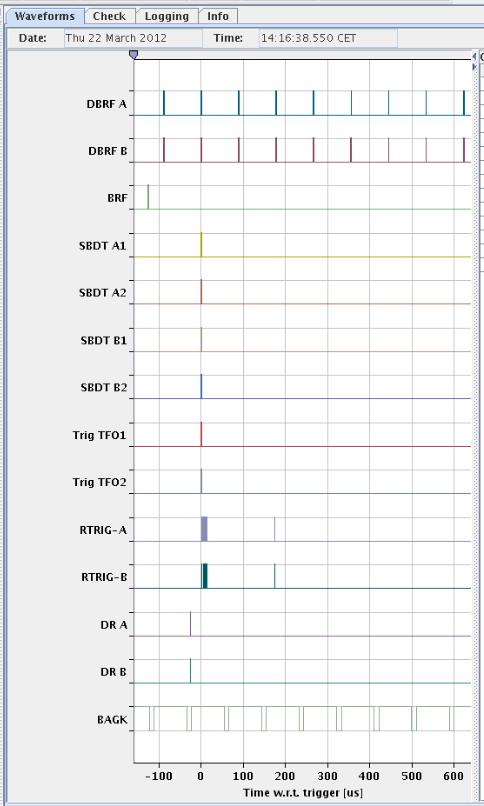 Waveforms Check Logging Info
Date: Thu 22 March 2012 Time: 14:16:38.550 CET
DBRF A
DBRF B
BRF
SBDT A1
SBDT A2
SBDT B1
SBDT B2
Trig TFO1
Trig TFO2
RTRIG-A
RTRIG-B
DR A
DR B
BAGK
-100 0 100 200 300 400 500 600
Time w.r.t. trigger [us]